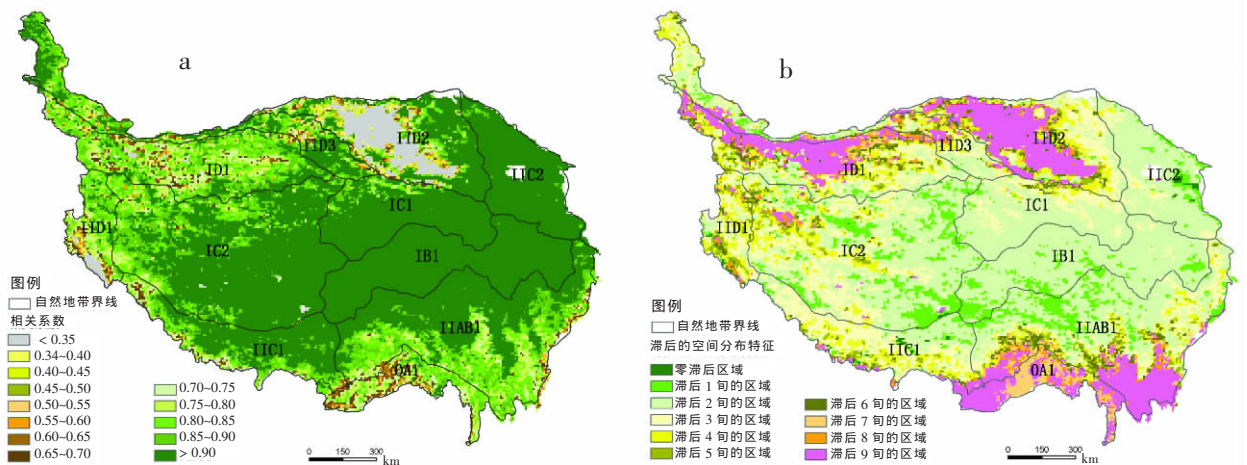 a
IID2
IID3
IIC2
ID1
IC1
IID1
IC2
IB1
IIAB1
IIC1
OA1
图例
自然地带界线
相关系数
< 0.35
0.34~0.40
0.40~0.45
0.45~0.50
0.50~0.55
0.55~0.60
0.60~0.65
0.65~0.70
0.70~0.75
0.75~0.80
0.80~0.85
0.85~0.90
> 0.90
0 150 300
km
b
IID2
IID3
IIC2
ID1
IC1
IID1
IC2
IB1
IIAB1
IIC1
OA1
图例
自然地带界线
滞后的空间分布特征
零滞后区域
滞后 1 旬的区域
滞后 2 旬的区域
滞后 3 旬的区域
滞后 4 旬的区域
滞后 5 旬的区域
滞后 6 旬的区域
滞后 7 旬的区域
滞后 8 旬的区域
滞后 9 旬的区域
0 150 300
km